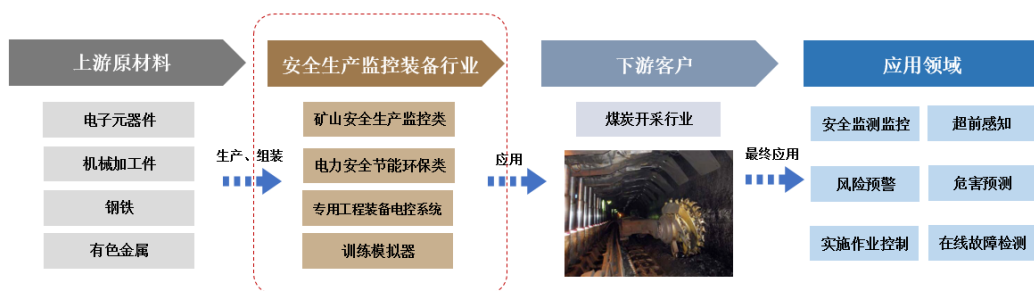 上游原材料
电子元器件
机械加工件
钢铁
有色金属
生产、组装
安全生产监控装备行业
矿山安全生产监控类
电力安全节能环保类
专用工程装备电控系统
训练模拟器
应用
下游客户
煤炭开采行业
最终应用
应用领域
安全监测监控
超前感知
风险预警
危害预测
实施作业控制
在线故障检测